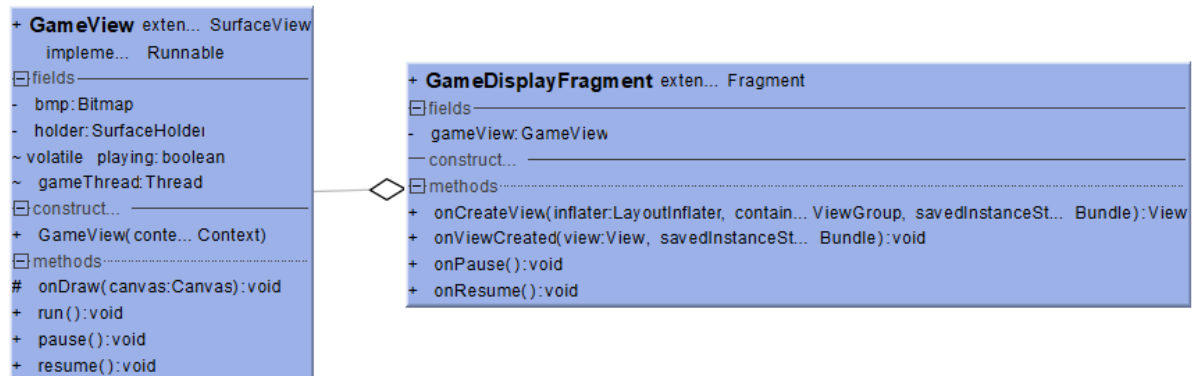 + GameView exten... SurfaceView
impleme... Runnable
fields
- bmp:Bitmap
- holder:SurfaceHolder
~ volatile playing:boolean
~ gameThread:Thread
construct...
+ GameView(conte... Context)
methods
# onDraw(canvas:Canvas):void
+ run():void
+ pause():void
+ resume():void
+ GameDisplayFragment exten... Fragment
fields
- gameView:GameView
construct...
methods
+ onCreateView(inflater:LayoutInflater, contain... ViewGroup, savedInstanceSt... Bundle):View
+ onViewCreated(view:View, savedInstanceSt... Bundle):void
+ onPause():void
+ onResume():void